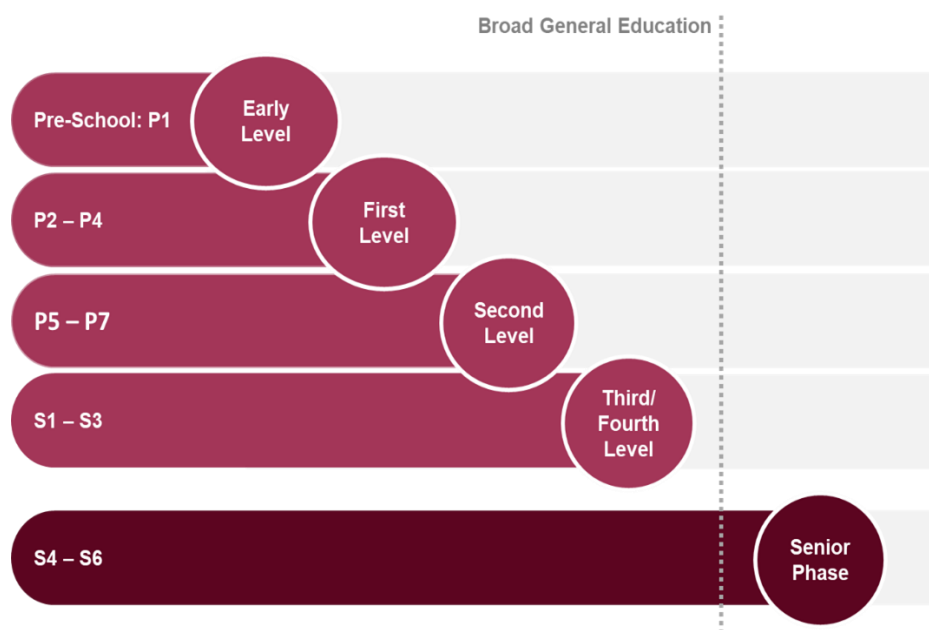 Broad General Education
Pre-School: P1
Early
Level
P2 – P4
First
Level
P5 – P7
Second
Level
S1 – S3
Third/
Fourth
Level
S4 – S6
Senior
Phase